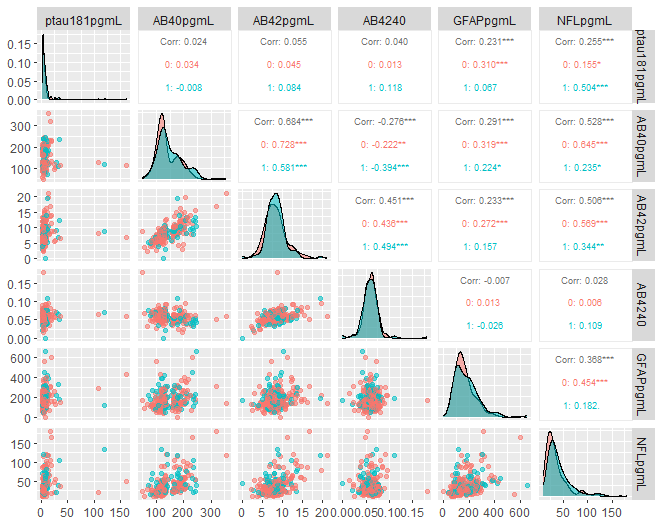 ptau181pgmL AB40pgmL AB42pgmL AB4240 GFAPpgmL NFLpgmL
0.15
0.10
0.05
0.00
Corr: 0.024
0: 0.034
1: -0.008
Corr: 0.055
0: 0.045
1: 0.084
Corr: 0.040
0: 0.013
1: 0.118
Corr: 0.231***
0: 0.310***
1: 0.067
Corr: 0.255***
0: 0.155*
1: 0.504***
ptau181pgmL
300
200
100
Corr: 0.684***
0: 0.728***
1: 0.581***
Corr: -0.276***
0: -0.222**
1: -0.394***
Corr: 0.291***
0: 0.319***
1: 0.224*
Corr: 0.528***
0: 0.645***
1: 0.235*
AB40pgmL
20
15
10
5
0
Corr: 0.451***
0: 0.436***
1: 0.494***
Corr: 0.233***
0: 0.272***
1: 0.157
Corr: 0.506***
0: 0.569***
1: 0.344**
AB42pgmL
0.15
0.10
0.05
0.00
Corr: -0.007
0: 0.013
1: -0.026
Corr: 0.028
0: 0.006
1: 0.109
AB4240
600
400
200
0
Corr: 0.368***
0: 0.454***
1: 0.182.
GFAPpgmL
150
100
50
NFLpgmL
0 50 100 150
100 200 300
0 5 10 15 20
0.00 0.05 0.10 0.15
0 200 400 600
50 100 150